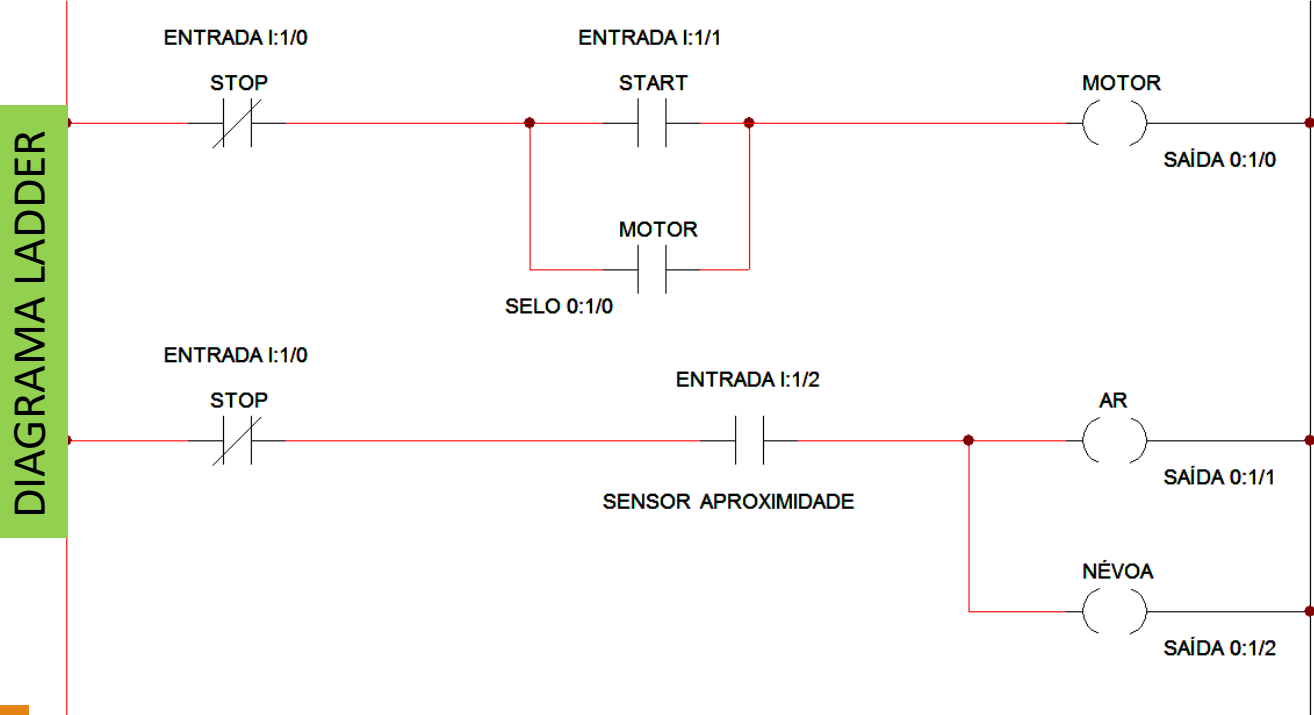 DIAGRAMA LADDER
ENTRADA I:1/0
ENTRADA I:1/1
STOP
START
MOTOR
SAÍDA 0:1/0
MOTOR
SELO 0:1/0
ENTRADA I:1/0
ENTRADA I:1/2
STOP
AR
SAÍDA 0:1/1
SENSOR APROXIMIDADE
NÉVOA
SAÍDA 0:1/2